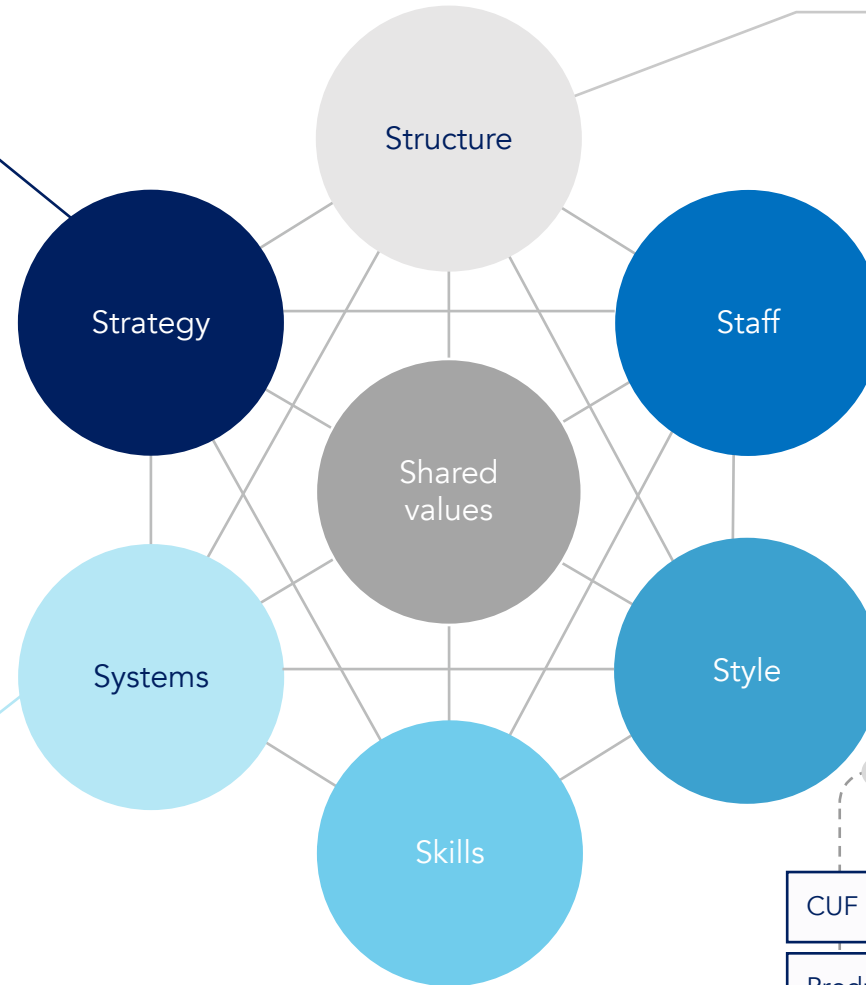 Structure
Strategy
Staff
Shared
values
Systems
Style
Skills
CUF